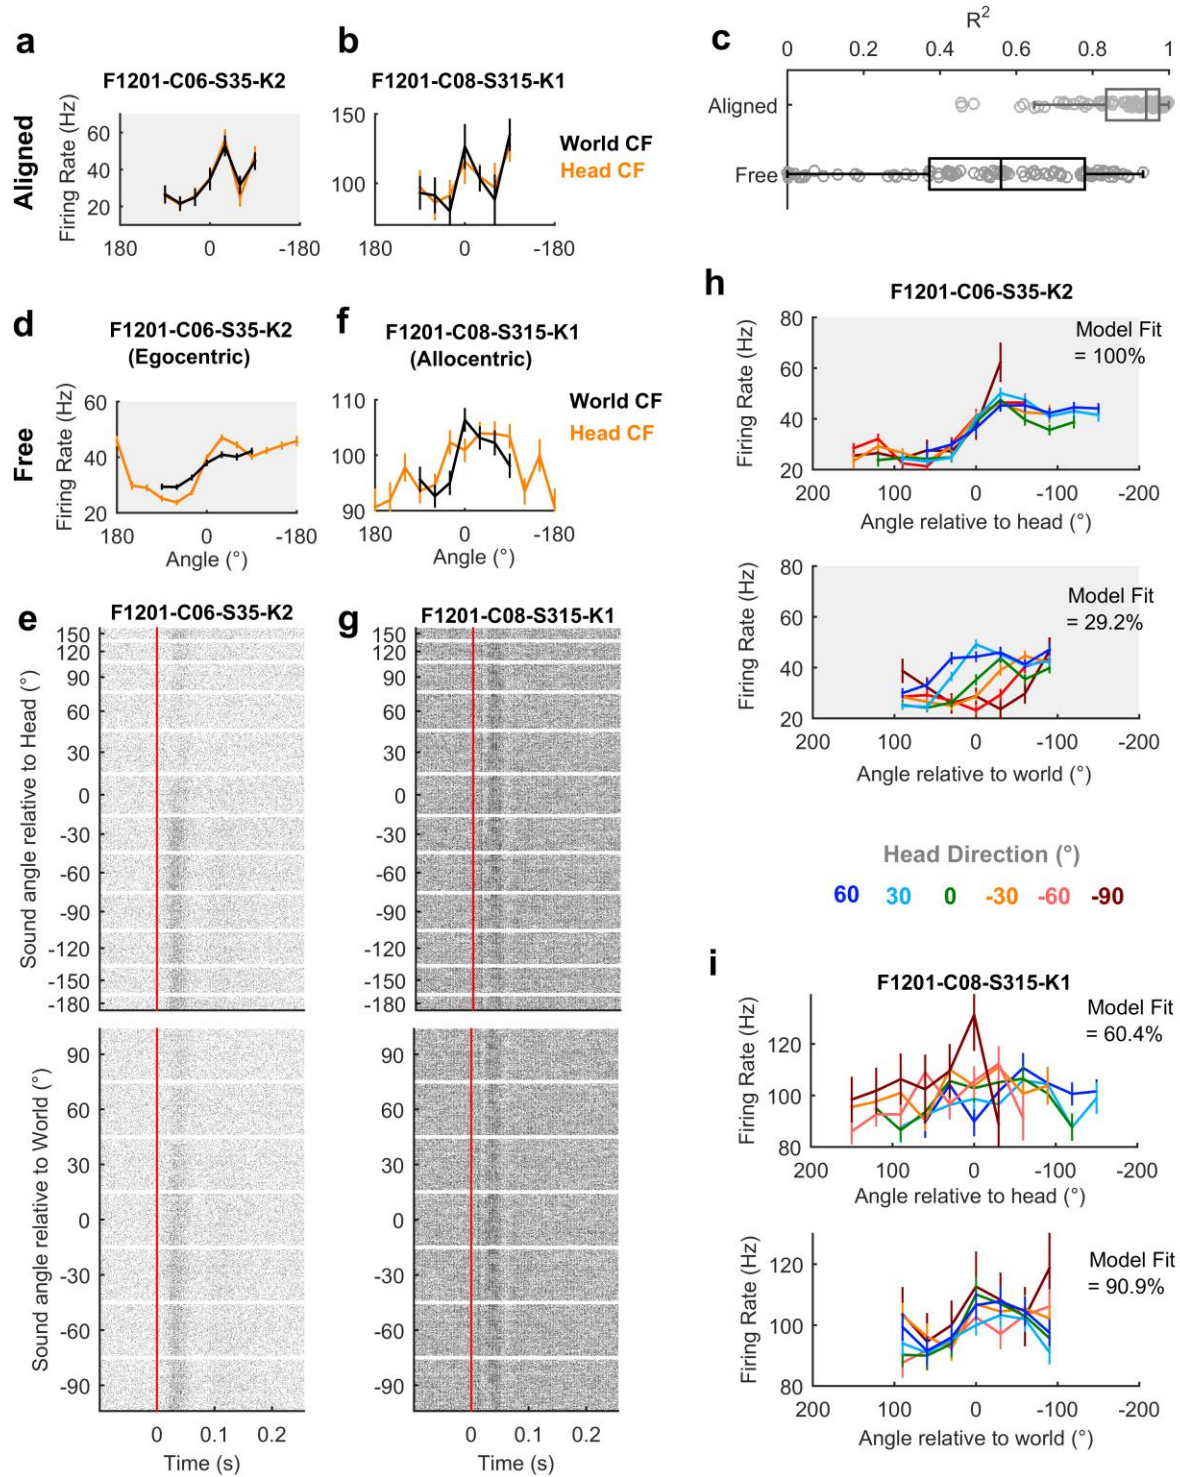 a
F1201-C06-S35-K2
Aligned
Firing Rate (Hz)
60
40
20
180 0 -180
b
F1201-C08-S315-K1
150
100
180 0 -180
World CF
Head CF
c
R2
0 0.2 0.4 0.6 0.8 1
Aligned
Free
d
F1201-C06-S35-K2
(Egocentric)
Free
Firing Rate (Hz)
60
40
20
180 0 -180
Angle (°)
f
F1201-C08-S315-K1
(Allocentric)
110
100
90
180 0 -180
World CF
Head CF
e
F1201-C06-S35-K2
Sound angle relative to Head (°)
150
120
90
60
30
0
-30
-60
-90
-120
-150
-180
Sound angle relative to World (°)
90
60
30
0
-30
-60
-90
0 0.1 0.2
Time (s)
g
F1201-C08-S315-K1
150
120
90
60
30
0
-30
-60
-90
-120
-150
-180
90
60
30
0
-30
-60
-90
0 0.1 0.2
Time (s)
h
F1201-C06-S35-K2
Firing Rate (Hz)
80
60
40
20
Model Fit
= 100%
200 100 0 -100 -200
Angle relative to head (°)
Firing Rate (Hz)
80
60
40
20
Model Fit
= 29.2%
200 100 0 -100 -200
Angle relative to world (°)
Head Direction (°)
60 30 0 -30 -60 -90
i
F1201-C08-S315-K1
Firing Rate (Hz)
120
100
80
Model Fit
= 60.4%
200 100 0 -100 -200
Angle relative to head (°)
Firing Rate (Hz)
120
100
80
Model Fit
= 90.9%
200 100 0 -100 -200
Angle relative to world (°)